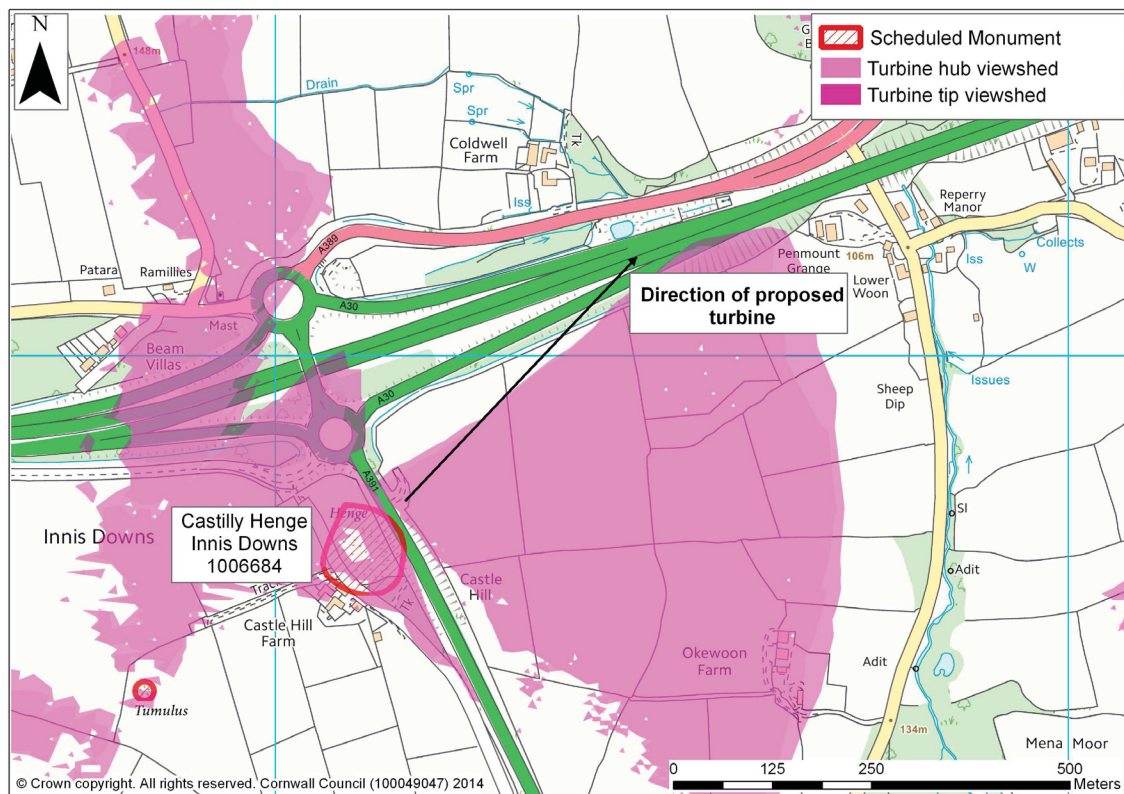 N
148m
Drain
Spr
Spr
Coldwell
Farm
Tk
Iss
Scheduled Monument
Turbine hub viewshed
Turbine tip viewshed
A389
Patara
Ramillies
Mast
Beam
Villas
A30
A30
A391
Reperry
Manor
Penmount
Grange
106m
Lower
Woon
Iss
Collects
W
Direction of proposed
turbine
Issues
Sheep
Dip
Henge
Castilly Henge
Innis Downs
1006684
Innis Downs
Track
Tk
Castle
Hill
Castle Hill
Farm
Tumulus
Okewoon
Farm
Sl
Adit
Adit
134m
Mena Moor
© Crown copyright. All rights reserved. Cornwall Council (100049047) 2014
0 125 250 500
Meters